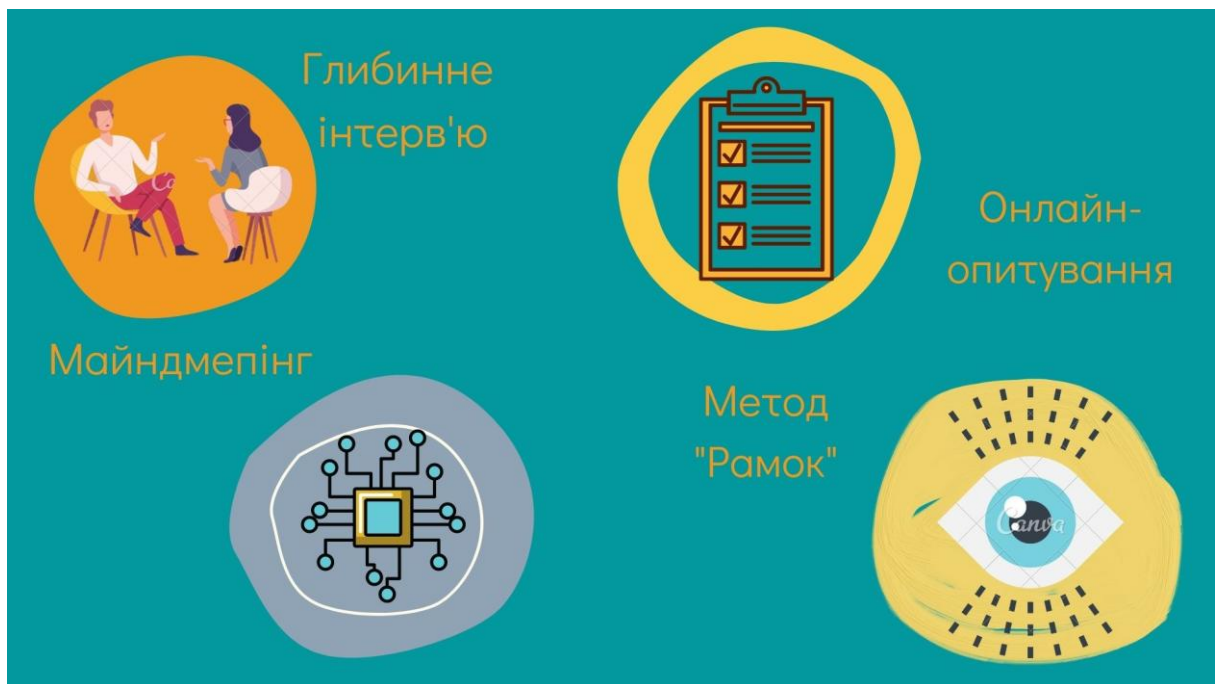 Глибинне
інтерв'ю
Онлайн-
опитування
Майндмепінг
Метод
"Рамок"
Canva